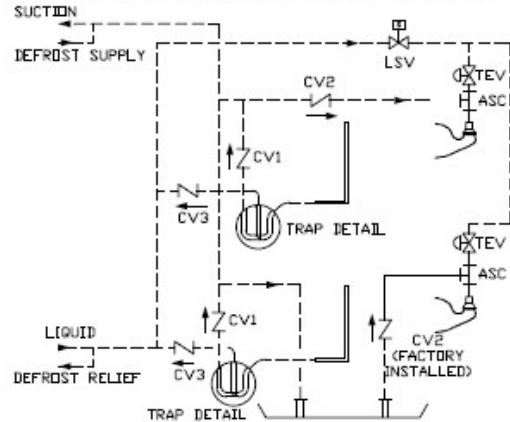 SUCTION
DEFROST SUPPLY
S
LSV
TEV
ASC
CV2
CV1
CV3
TRAP DETAIL
TEV
ASC
CV1
LIQUID
CV3
CV2
(FACTORY
INSTALLED)
DEFROST RELIEF
TRAP DETAIL